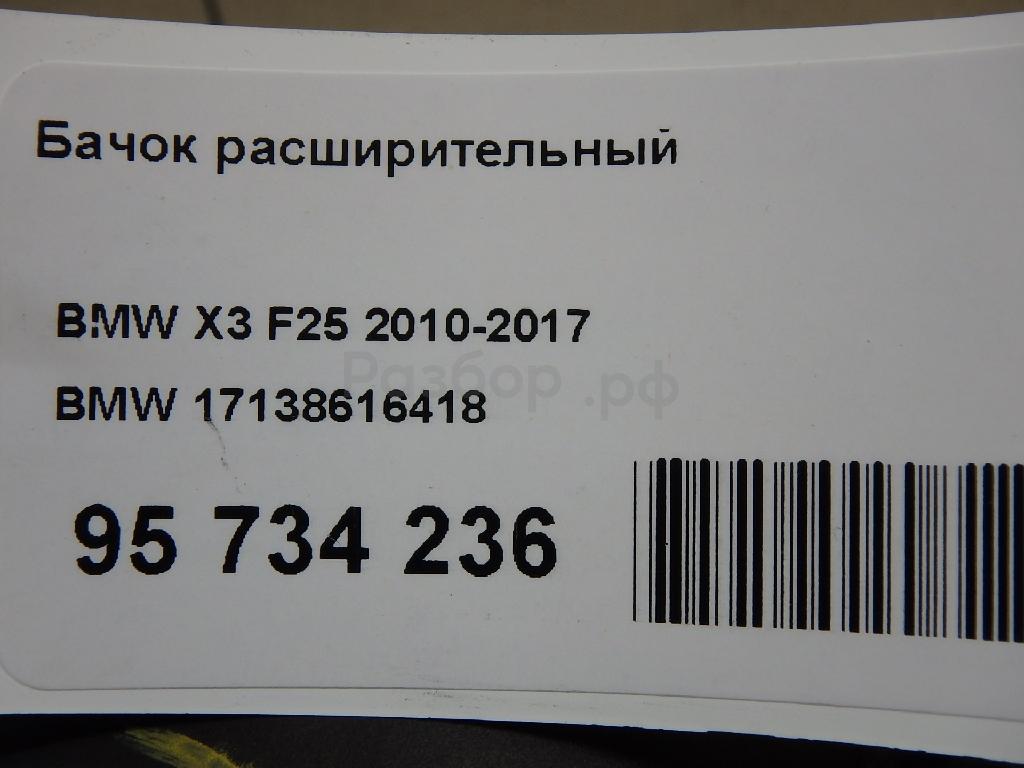 Бачок расширительный
BMW X3 F25 2010-2017
Разбор.рф
BMW 17138616418
95 734 236